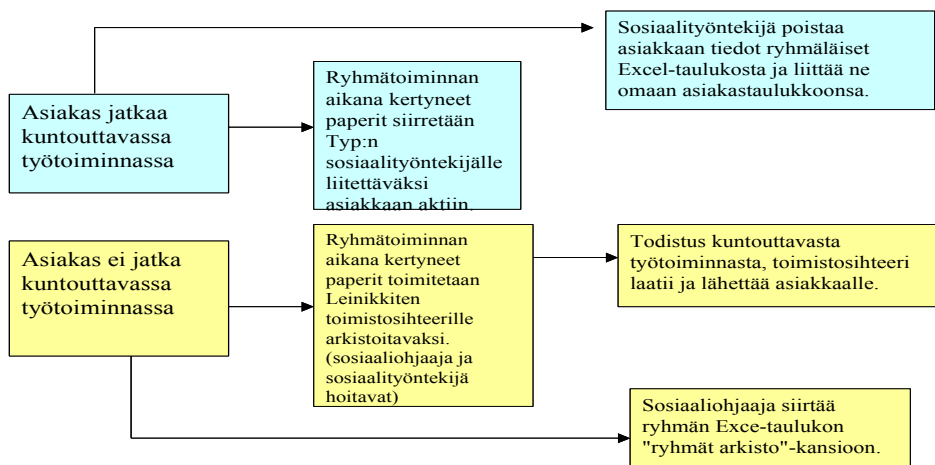 Sosiaalityöntekijä poistaa
asiakkaan tiedot ryhmäläiset
Excel-taulukosta ja liittää ne
omaan asiakastaulukkoonsa.
Asiakas jatkaa
kuntouttavassa
työtoiminnassa
Ryhmätoiminnan
aikana kertyneet
paperit siirretään
Typ:n
sosiaalityöntekijälle
liitettäväksi
asiakkaan aktiin.
Asiakas ei jatka
kuntouttavassa
työtoiminnassa
Ryhmätoiminnan
aikana kertyneet
paperit toimitetaan
Leinikkiten
toimistosihteerille
arkistoitavaksi.
(sosiaaliohjaaja ja
sosiaalityöntekijä
hoitavat)
Todistus kuntouttavasta
työtoiminnasta, toimistosihteeri
laatii ja lähettää asiakkaalle.
Sosiaaliohjaaja siirtää
ryhmän Exce-taulukon
"ryhmät arkisto"-kansioon.